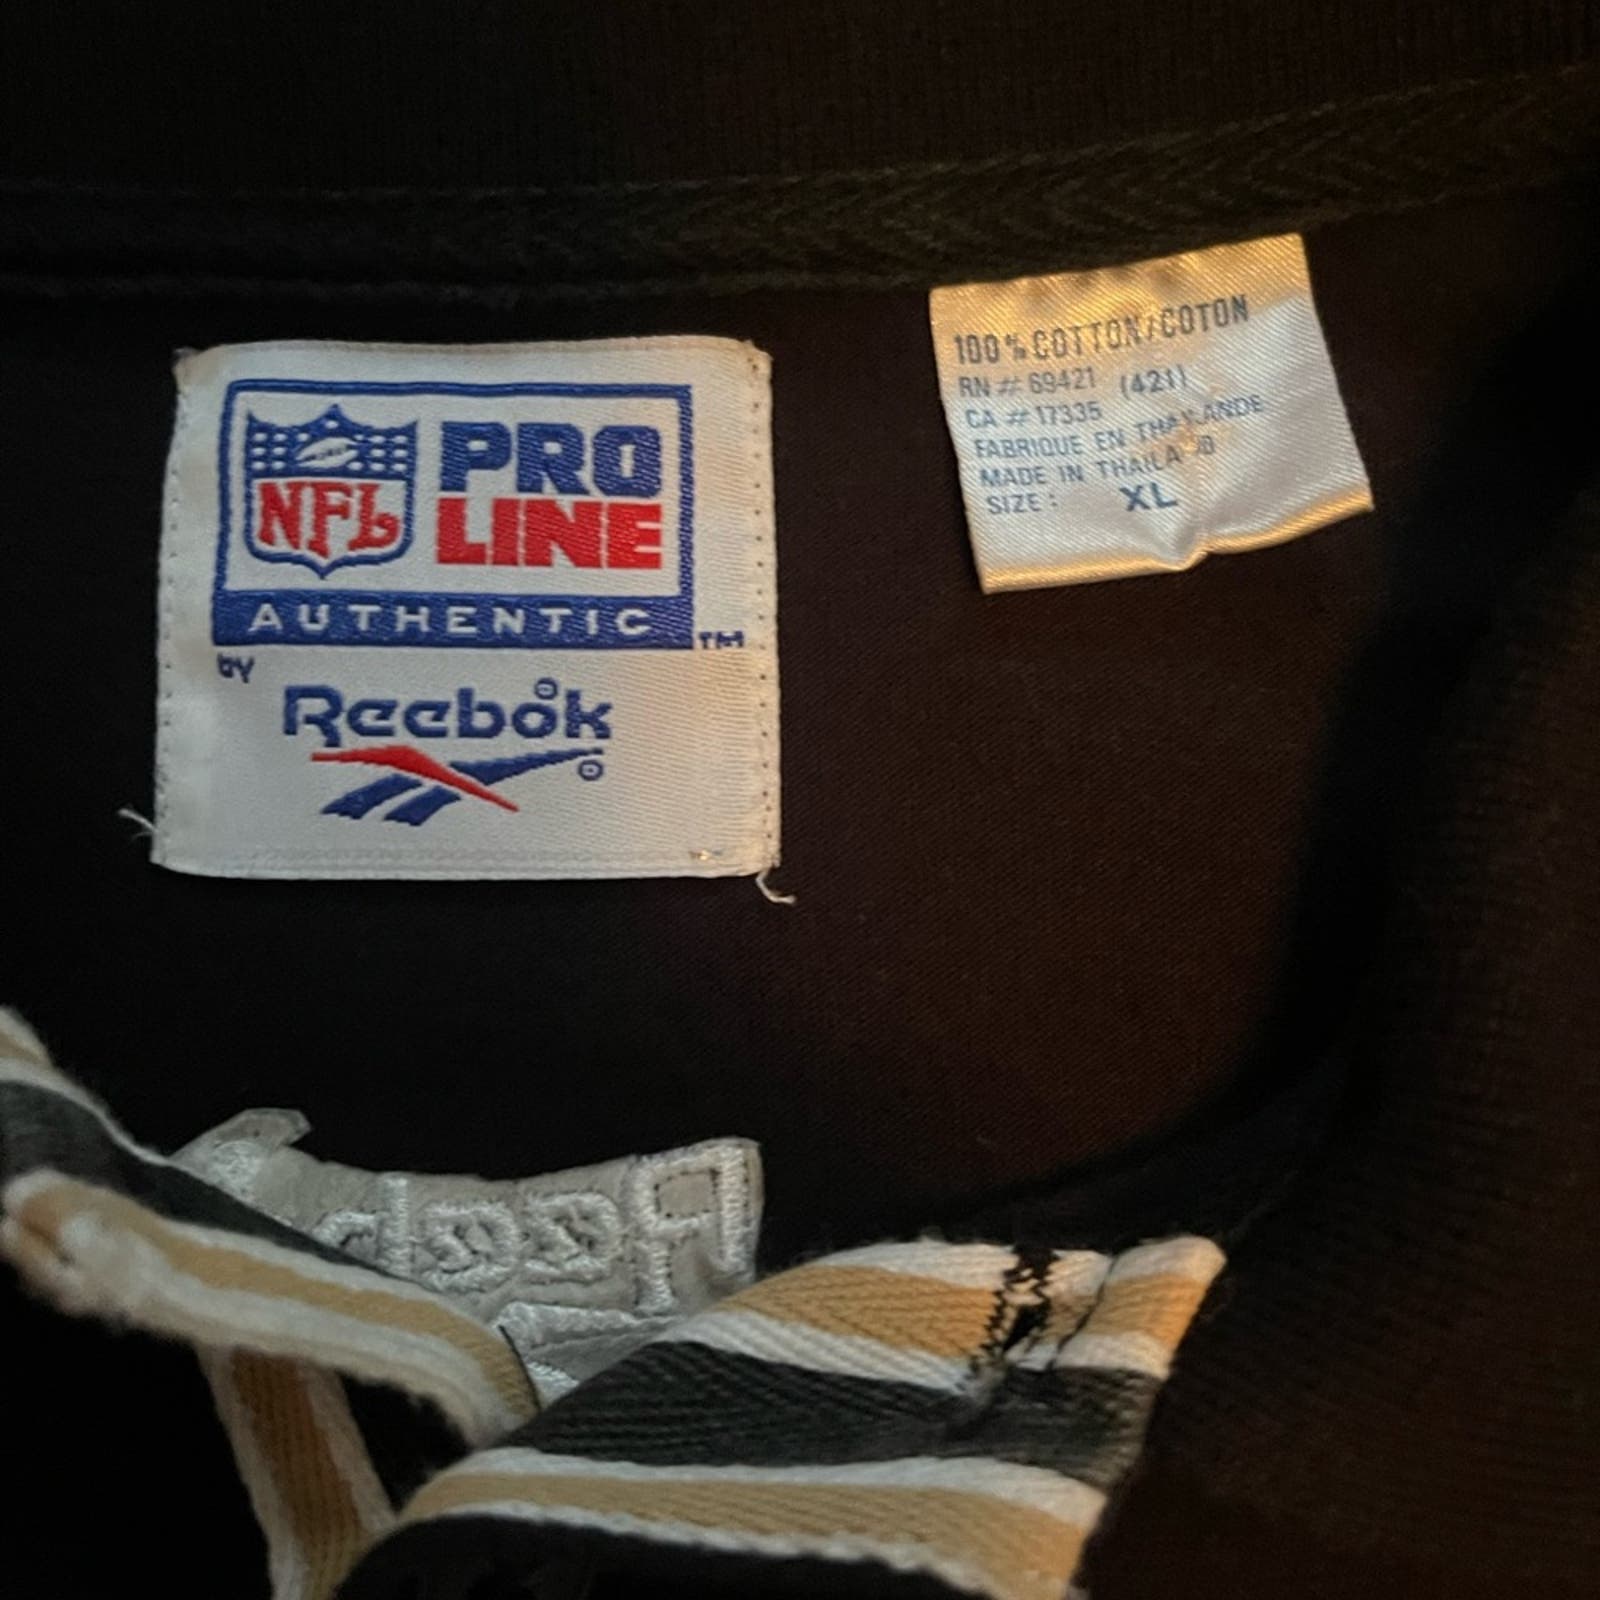 NFL
PRO
LINE
AUTHENTIC ™
by
Reebok ®
®
100% COTTON/COTON
RN # 69421 (421)
CA # 17335
FABRIQUE EN THAILANDE
MADE IN THAILAND
SIZE: XL